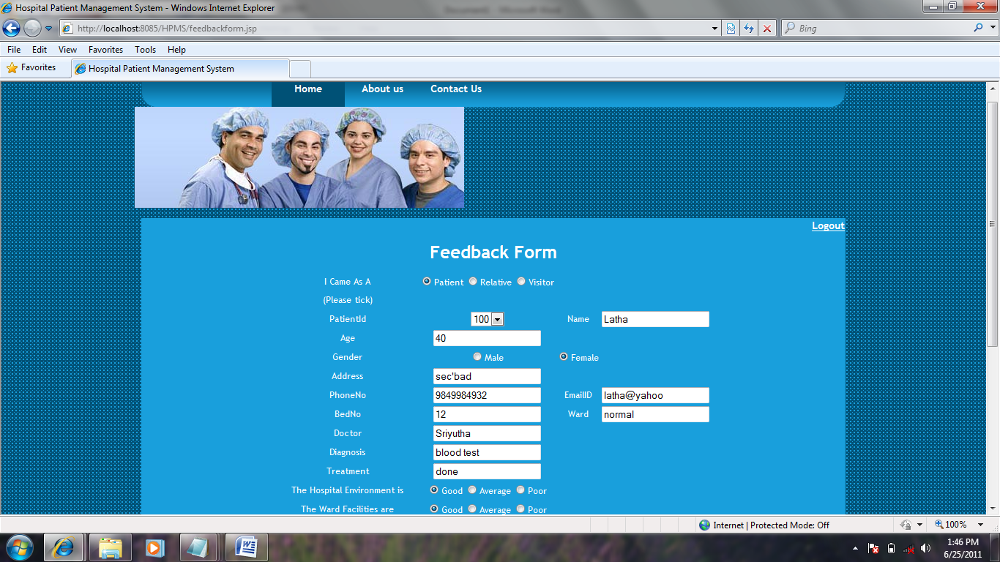 Hospital Patient Management System - Windows Internet Explorer
http://localhost:8085/HPMS/feedbackform.jsp
Bing
File Edit View Favorites Tools Help
Favorites Hospital Patient Management System
Home About us Contact Us
Logout
Feedback Form
I Came As A Patient Relative Visitor
(Please tick)
PatientId 100 Name Latha
Age 40
Gender Male Female
Address sec'bad
PhoneNo 9849984932 EmailID latha@yahoo
BedNo 12 Ward normal
Doctor Sriyutha
Diagnosis blood test
Treatment done
The Hospital Environment is Good Average Poor
The Ward Facilities are Good Average Poor
Internet | Protected Mode: Off 100%
1:46 PM
6/25/2011